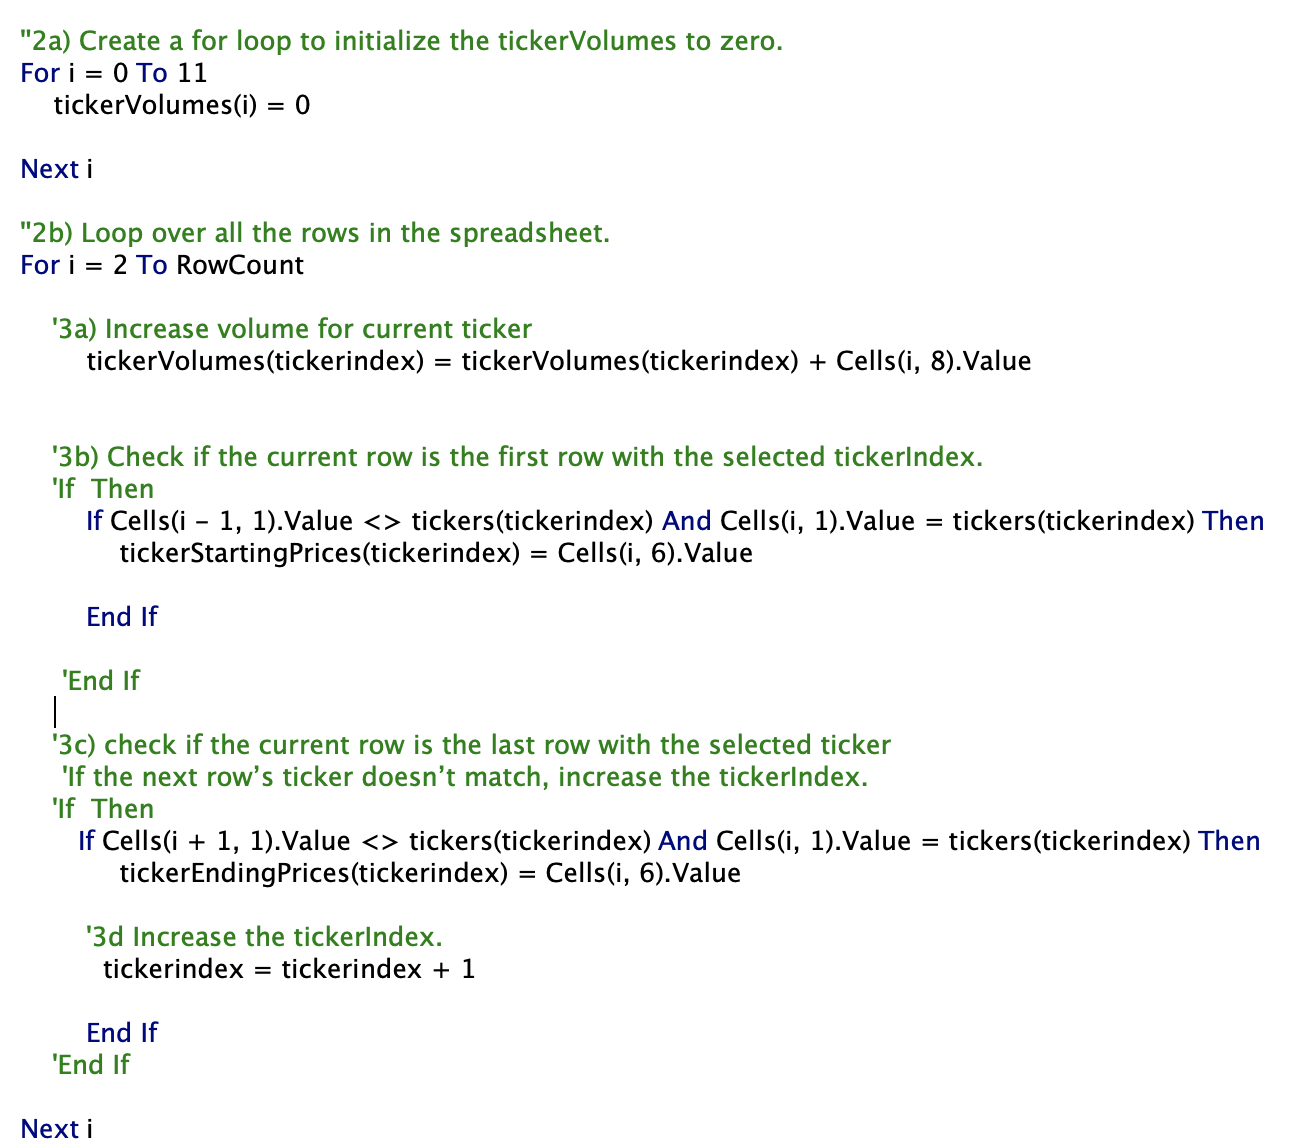 ''2a) Create a for loop to initialize the tickerVolumes to zero.
For i = 0 To 11
tickerVolumes(i) = 0
Next i
''2b) Loop over all the rows in the spreadsheet.
For i = 2 To RowCount
'3a) Increase volume for current ticker
tickerVolumes(tickerindex) = tickerVolumes(tickerindex) + Cells(i, 8).Value
'3b) Check if the current row is the first row with the selected tickerIndex.
'If  Then
If Cells(i - 1, 1).Value <> tickers(tickerindex) And Cells(i, 1).Value = tickers(tickerindex) Then
tickerStartingPrices(tickerindex) = Cells(i, 6).Value
End If
'End If
'3c) check if the current row is the last row with the selected ticker
'If the next row’s ticker doesn’t match, increase the tickerIndex.
'If  Then
If Cells(i + 1, 1).Value <> tickers(tickerindex) And Cells(i, 1).Value = tickers(tickerindex) Then
tickerEndingPrices(tickerindex) = Cells(i, 6).Value
'3d Increase the tickerIndex.
tickerindex = tickerindex + 1
End If
'End If
Next i